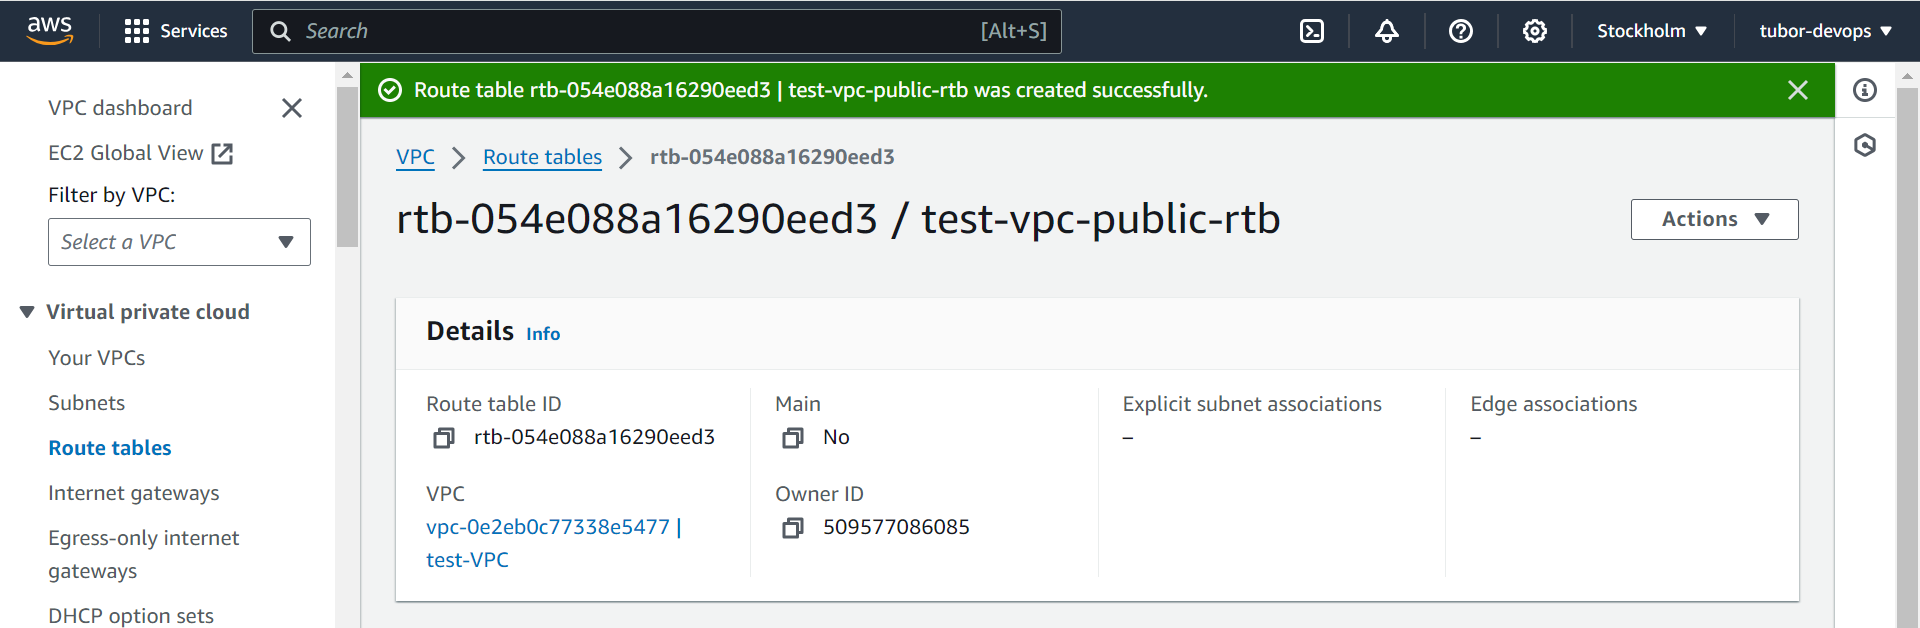 aws
Services
Search
[Alt+S]
Stockholm
tubor-devops
VPC dashboard
EC2 Global View
Filter by VPC:
Select a VPC
Virtual private cloud
Your VPCs
Subnets
Route tables
Internet gateways
Egress-only internet
gateways
DHCP option sets
Route table rtb-054e088a16290eed3 | test-vpc-public-rtb was created successfully.
VPC
Route tables
rtb-054e088a16290eed3
rtb-054e088a16290eed3 / test-vpc-public-rtb
Actions
Details Info
Route table ID
rtb-054e088a16290eed3
VPC
vpc-0e2eb0c77338e5477 |
test-VPC
Main
No
Owner ID
509577086085
Explicit subnet associations
–
Edge associations
–